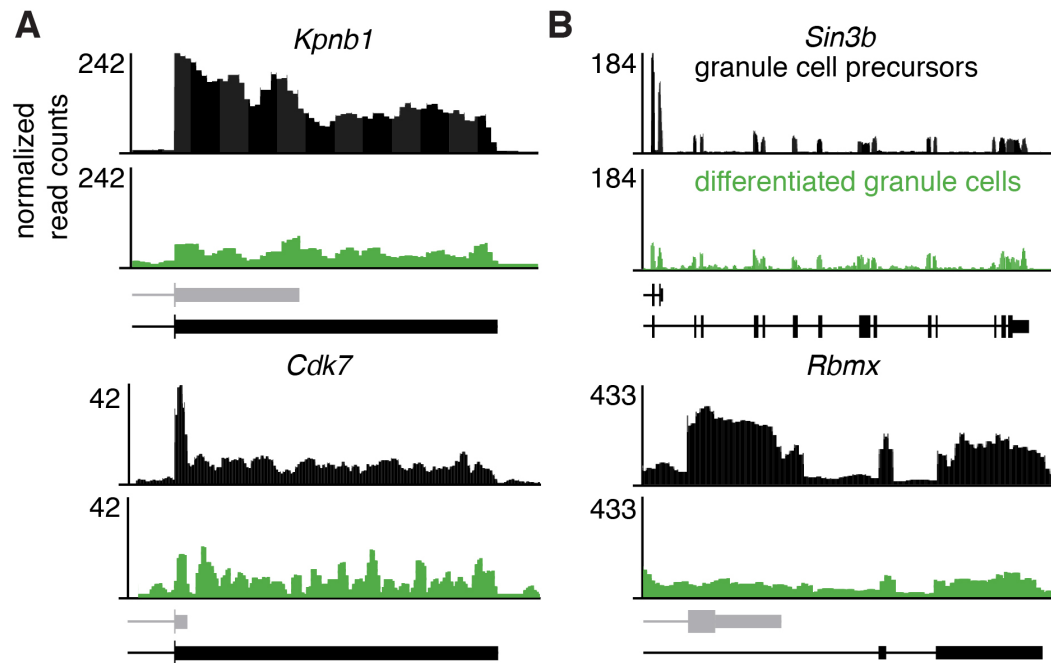 A
Kpnb1
242
242
normalized
read counts
Cdk7
42
42
B
Sin3b
184
granule cell precursors
184
differentiated granule cells
Rbmx
433
433